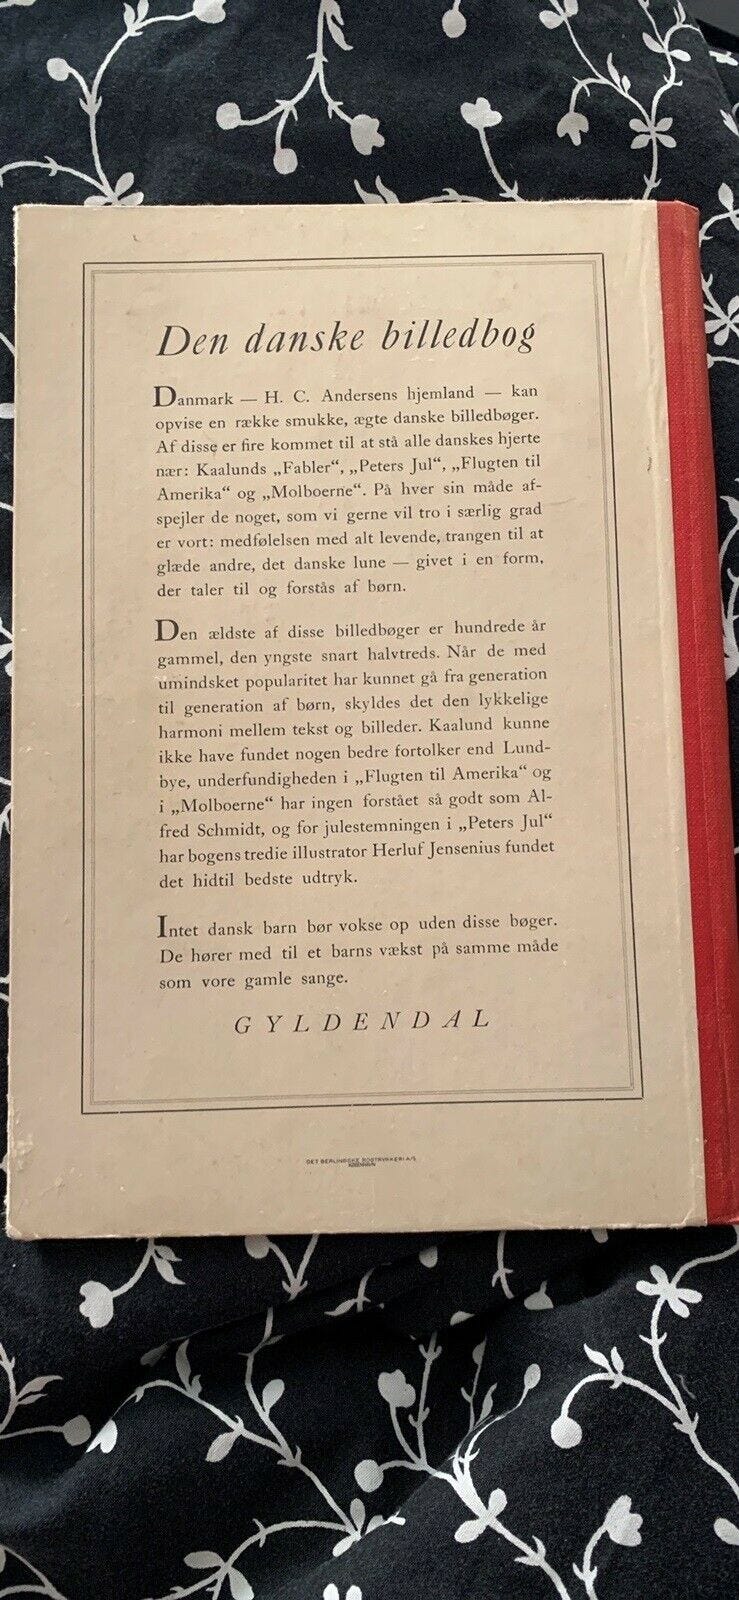 Den danske billedbog
Danmark — H. C. Andersens hjemland — kan
opvise en række smukke, ægte danske billedbøger.
Af disse er fire kommet til at stå alle danskes hjerte
nær: Kaalunds „Fabler“, „Peters Jul“, „Flugten til
Amerika“ og „Molboerne“. På hver sin måde af-
spejler de noget, som vi gerne vil tro i særlig grad
er vort: medfølelsen med alt levende, trangen til at
glæde andre, det danske lune — givet i en form,
der taler til og forstås af børn.
Den ældste af disse billedbøger er hundrede år
gammel, den yngste snart halvtreds. Når de med
umindsket popularitet har kunnet gå fra generation
til generation af børn, skyldes det den lykkelige
harmoni mellem tekst og billeder. Kaalund kunne
ikke have fundet nogen bedre fortolker end Lund-
bye, underfundigheden i „Flugten til Amerika“ og
i „Molboerne“ har ingen forstået så godt som Al-
fred Schmidt, og for julestemningen i „Peters Jul“
har bogens tredie illustrator Herluf Jensenius fundet
det hidtil bedste udtryk.
Intet dansk barn bør vokse op uden disse bøger.
De hører med til et barns vækst på samme måde
som vore gamle sange.
GYLDENDAL
DET BERLINGSKE BOGTRYKKERI A/S
KØBENHAVN